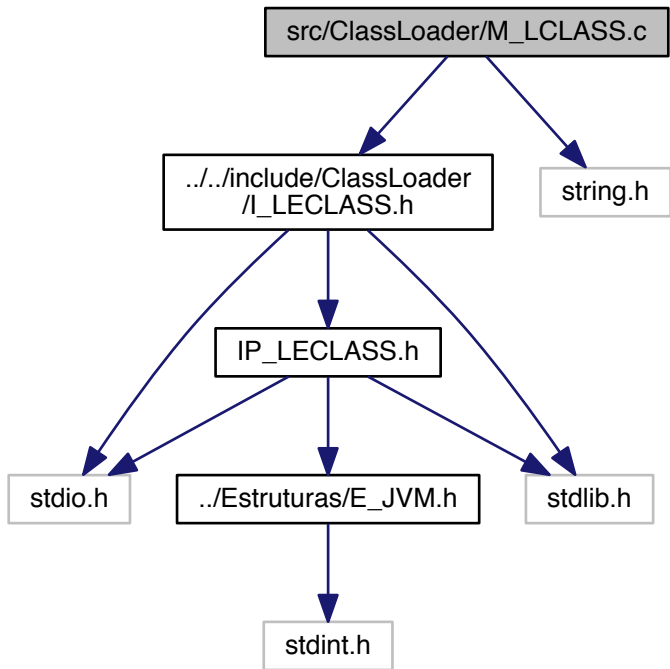 src/ClassLoader/M_LCLASS.c
../../include/ClassLoader
/I_LECLASS.h
string.h
IP_LECLASS.h
stdio.h
../Estruturas/E_JVM.h
stdlib.h
stdint.h